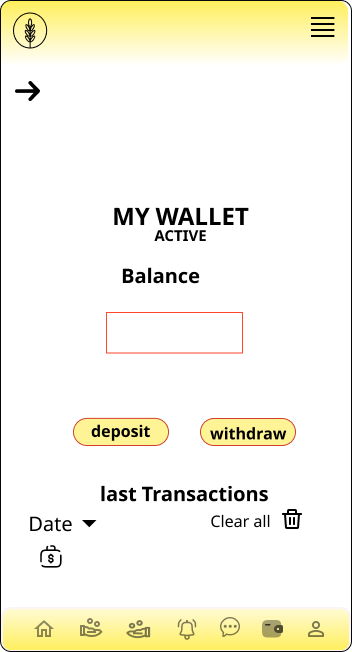 MY WALLET
ACTIVE
Balance
deposit withdraw
last Transactions
Date Clear all
$